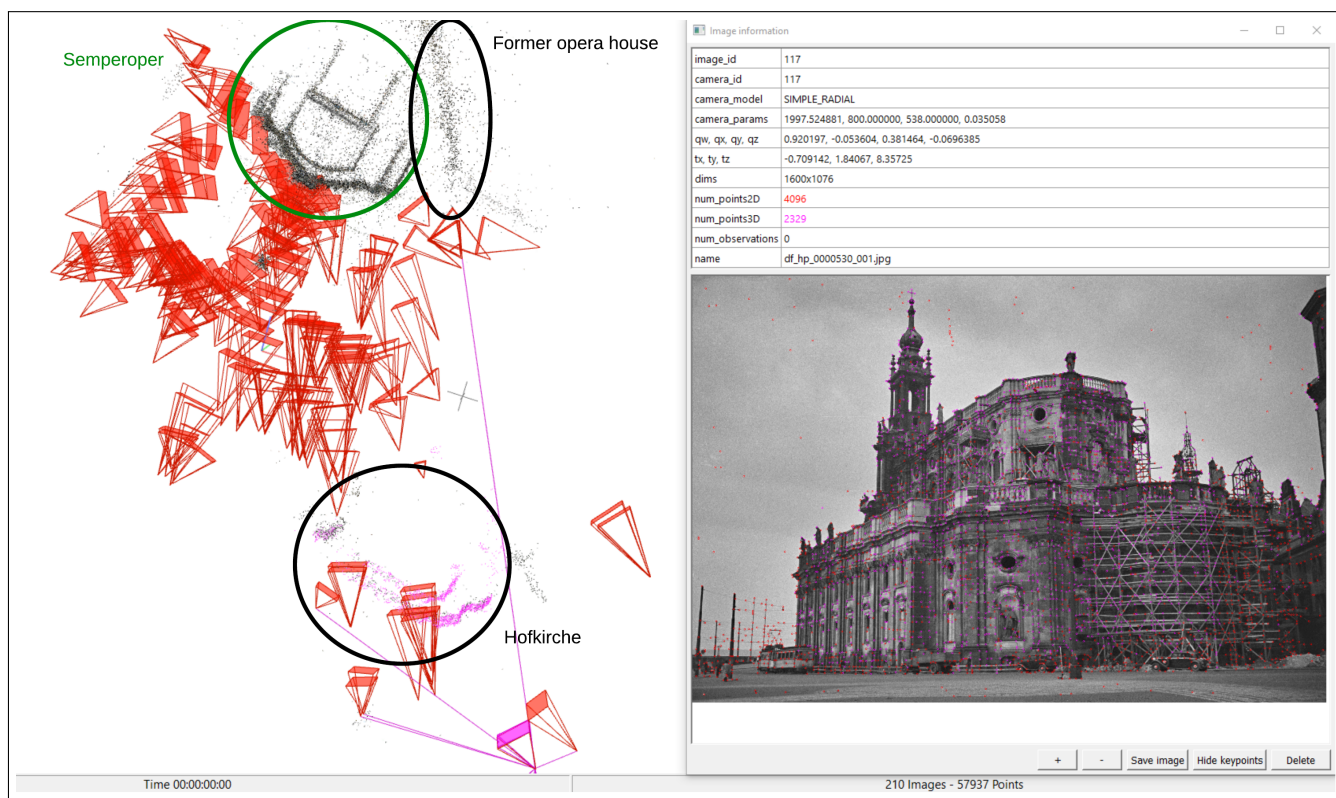 Semperoper
Former opera house
Hofkirche
Time 00:00:00:00
210 Images - 57937 Points
Image information
image_id 117
camera_id 117
camera_model SIMPLE_RADIAL
camera_params 1997.524881, 800.000000, 538.000000, 0.035058
qw, qx, qy, qz 0.920197, -0.053604, 0.381464, -0.0696385
tx, ty, tz -0.709142, 1.84067, 8.35725
dims 1600x1076
num_points2D 4096
num_points3D 2329
num_observations 0
name df_hp_0000530_001.jpg
+ - Save image Hide keypoints Delete